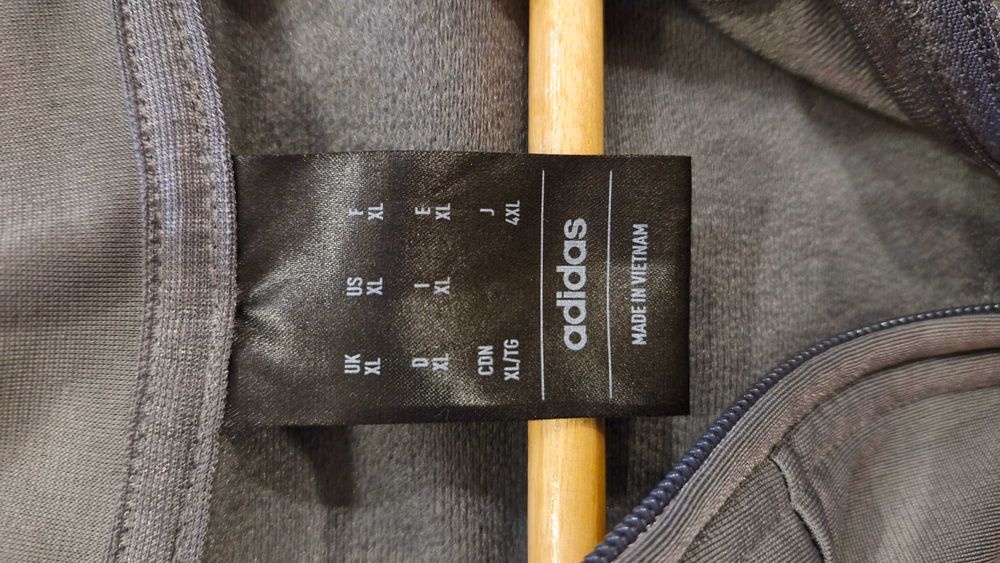 UK US F
XL XL XL
D I E
XL XL XL
CDN J
XL/TG 4XL
adidas
MADE IN VIETNAM